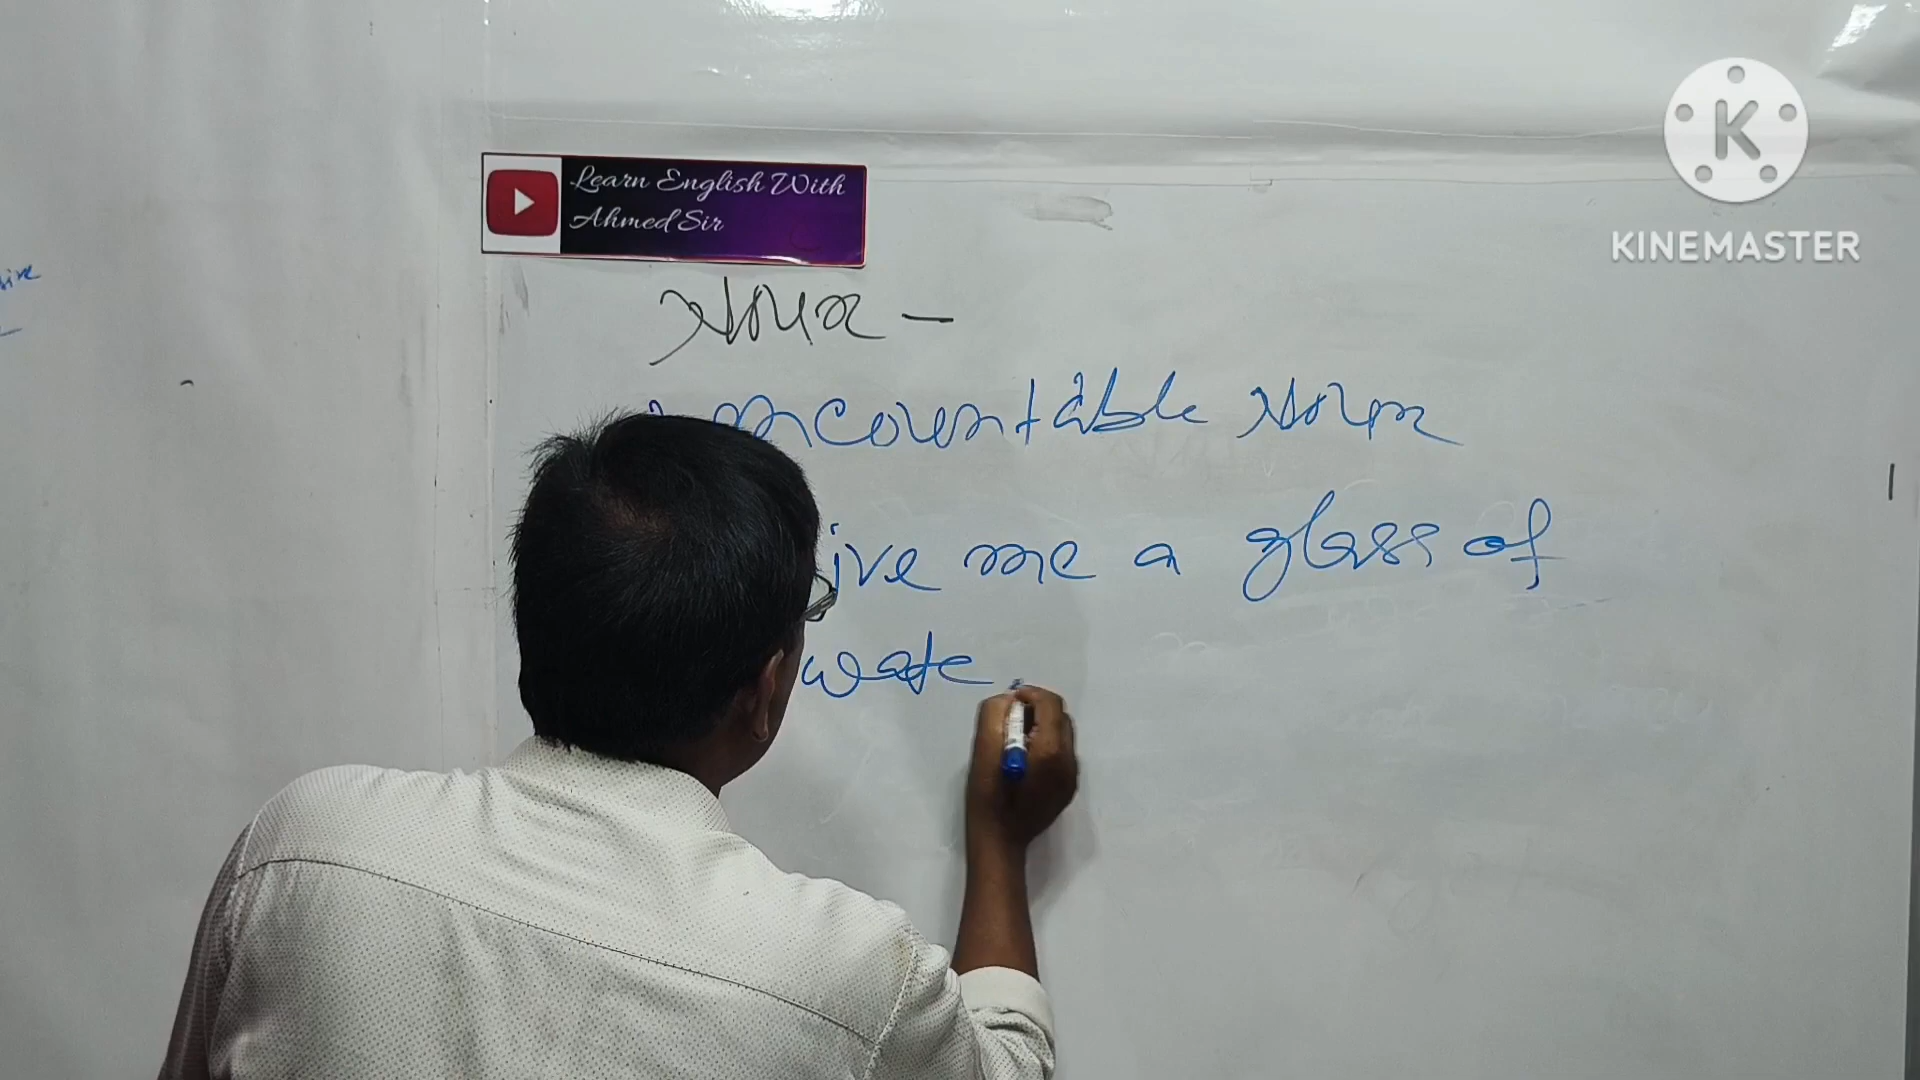 Learn English With
Ahmed Sir
KINEMASTER
Noun -
uncountable Noun
ive me a glass of
wate